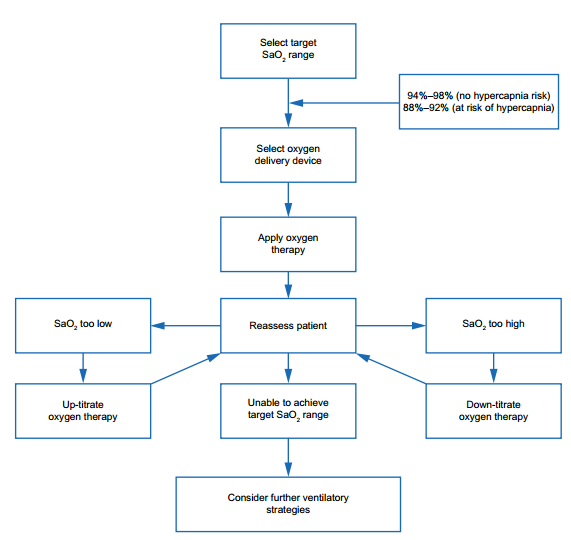 Select target
SaO₂ range
94%–98% (no hypercapnia risk)
88%–92% (at risk of hypercapnia)
Select oxygen
delivery device
Apply oxygen
therapy
SaO₂ too low
Reassess patient
SaO₂ too high
Up-titrate
oxygen therapy
Unable to achieve
target SaO₂ range
Down-titrate
oxygen therapy
Consider further ventilatory
strategies